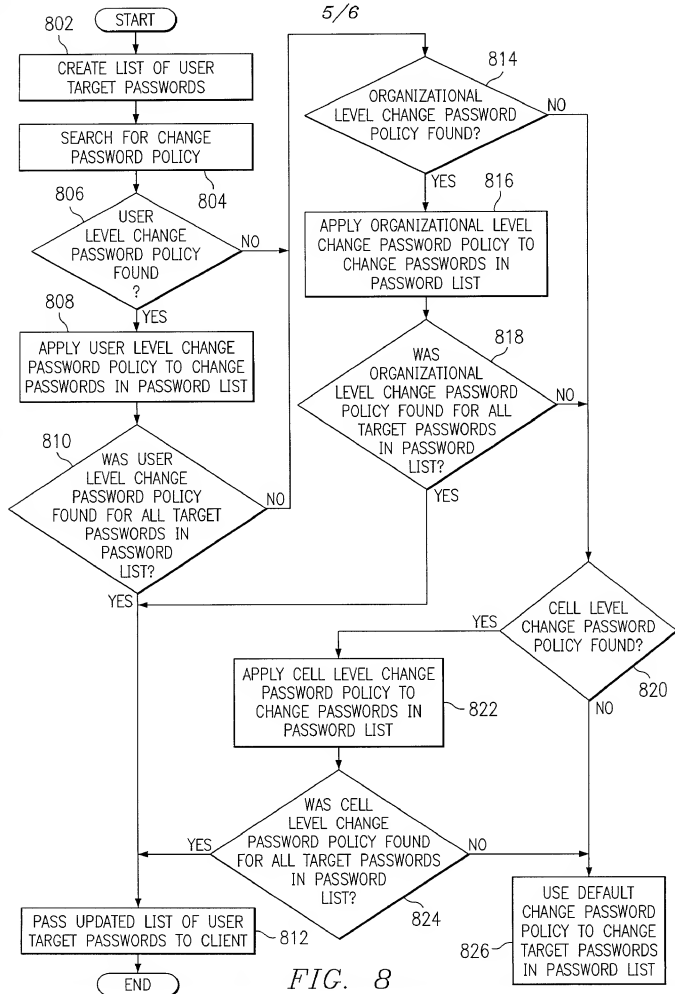 5/6
START
802
CREATE LIST OF USER
TARGET PASSWORDS
SEARCH FOR CHANGE
PASSWORD POLICY
804
806
USER
LEVEL CHANGE
PASSWORD POLICY
FOUND
?
NO
YES
808
APPLY USER LEVEL CHANGE
PASSWORD POLICY TO CHANGE
PASSWORDS IN PASSWORD LIST
810
WAS USER
LEVEL CHANGE
PASSWORD POLICY
FOUND FOR ALL TARGET
PASSWORDS IN
PASSWORD
LIST?
NO
YES
814
ORGANIZATIONAL
LEVEL CHANGE PASSWORD
POLICY FOUND?
NO
YES
816
APPLY ORGANIZATIONAL LEVEL
CHANGE PASSWORD POLICY TO
CHANGE PASSWORDS IN
PASSWORD LIST
818
WAS
ORGANIZATIONAL
LEVEL CHANGE PASSWORD
POLICY FOUND FOR ALL
TARGET PASSWORDS
IN PASSWORD
LIST?
NO
YES
CELL LEVEL
CHANGE PASSWORD
POLICY FOUND?
YES
820
NO
APPLY CELL LEVEL CHANGE
PASSWORD POLICY TO
CHANGE PASSWORDS IN
PASSWORD LIST
822
WAS CELL
LEVEL CHANGE
PASSWORD POLICY FOUND
FOR ALL TARGET PASSWORDS
IN PASSWORD
LIST?
YES
NO
824
USE DEFAULT
CHANGE PASSWORD
POLICY TO CHANGE
TARGET PASSWORDS
IN PASSWORD LIST
826
PASS UPDATED LIST OF USER
TARGET PASSWORDS TO CLIENT
812
END
FIG. 8